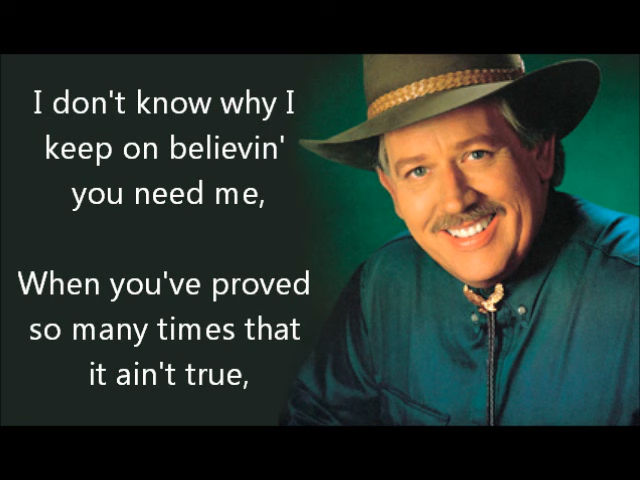 I don't know why I
keep on believin'
you need me,
When you've proved
so many times that
it ain't true,